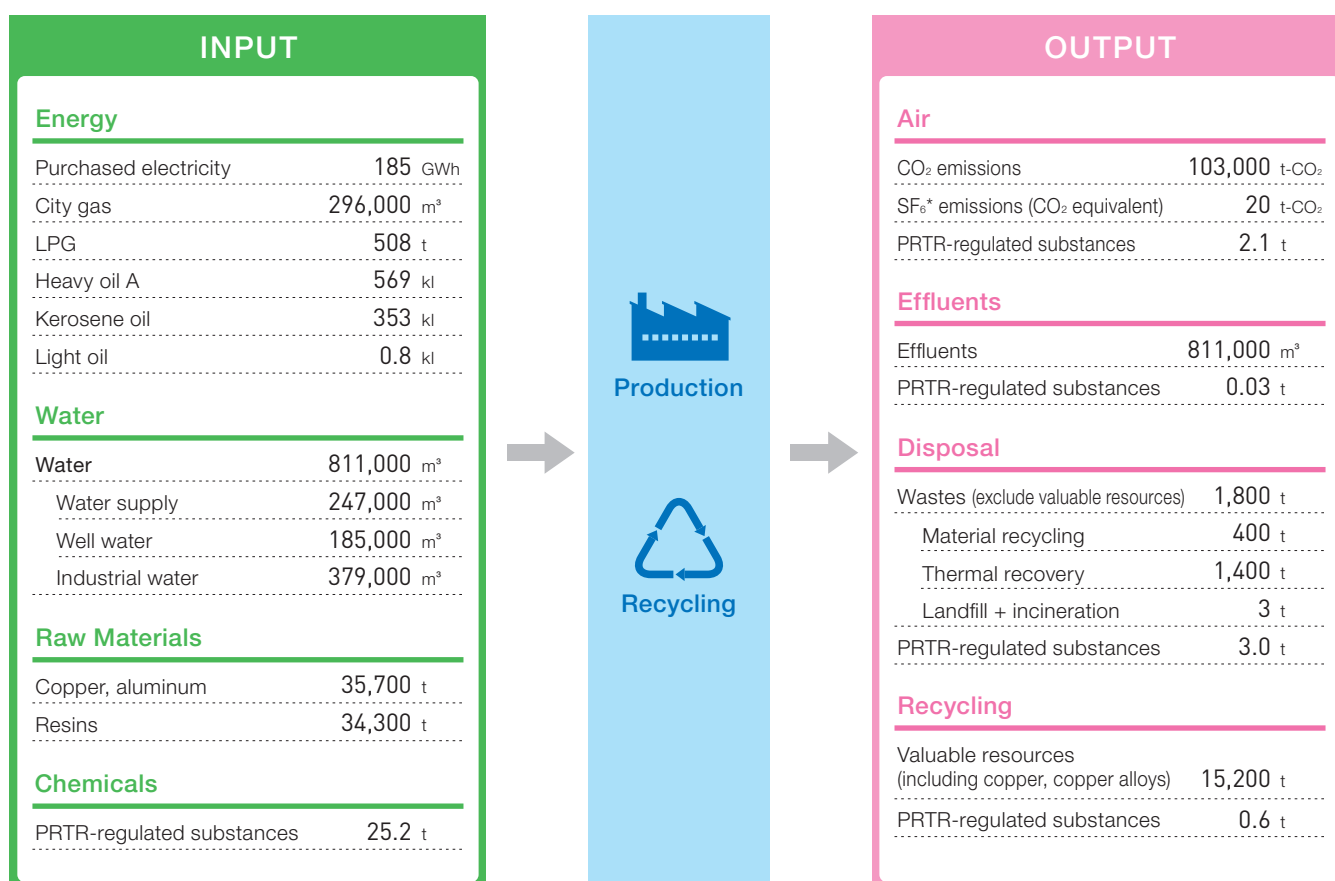 INPUT
Energy
Purchased electricity 185 GWh
City gas 296,000 m³
LPG 508 t
Heavy oil A 569 kl
Kerosene oil 353 kl
Light oil 0.8 kl
Water
Water 811,000 m³
Water supply 247,000 m³
Well water 185,000 m³
Industrial water 379,000 m³
Raw Materials
Copper, aluminum 35,700 t
Resins 34,300 t
Chemicals
PRTR-regulated substances 25.2 t
Production
Recycling
OUTPUT
Air
CO₂ emissions 103,000 t-CO₂
SF₆* emissions (CO₂ equivalent) 20 t-CO₂
PRTR-regulated substances 2.1 t
Effluents
Effluents 811,000 m³
PRTR-regulated substances 0.03 t
Disposal
Wastes (exclude valuable resources) 1,800 t
Material recycling 400 t
Thermal recovery 1,400 t
Landfill + incineration 3 t
PRTR-regulated substances 3.0 t
Recycling
Valuable resources
(including copper, copper alloys) 15,200 t
PRTR-regulated substances 0.6 t